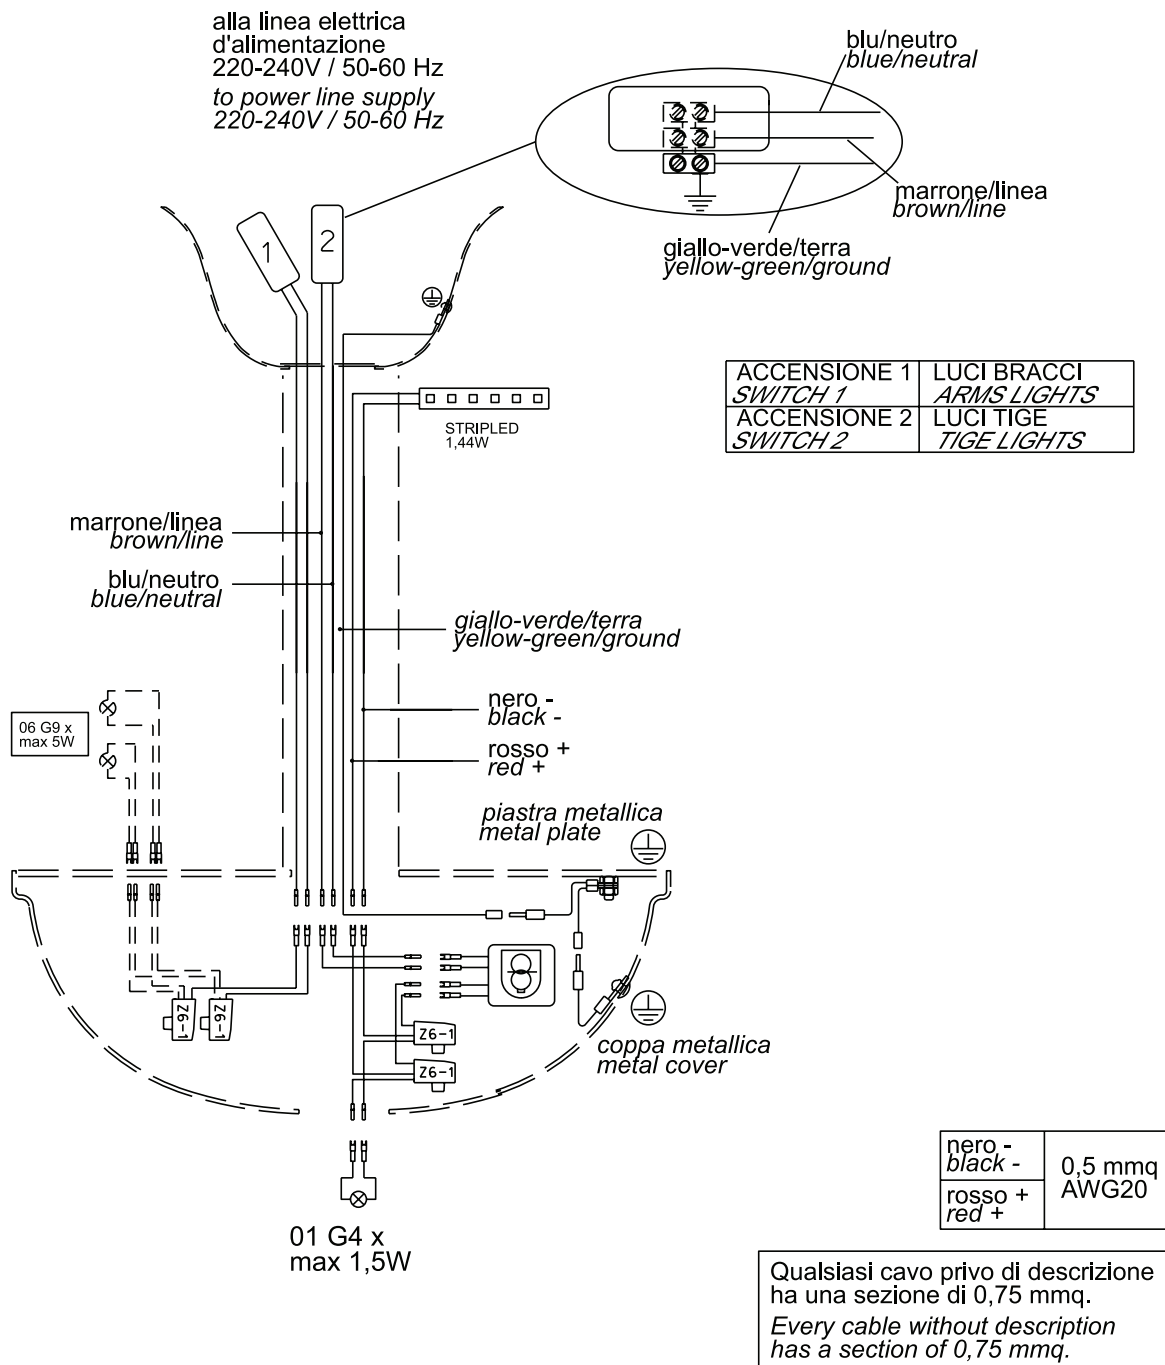 alla linea elettrica
d'alimentazione
220-240V / 50-60 Hz
to power line supply
220-240V / 50-60 Hz
blu/neutro
blue/neutral
marrone/linea
brown/line
giallo-verde/terra
yellow-green/ground
1
2
ACCENSIONE 1 LUCI BRACCI
SWITCH 1 ARMS LIGHTS
ACCENSIONE 2 LUCI TIGE
SWITCH 2 TIGE LIGHTS
STRIPLED
1,44W
marrone/linea
brown/line
blu/neutro
blue/neutral
giallo-verde/terra
yellow-green/ground
nero -
black -
rosso +
red +
06 G9 x
max 5W
piastra metallica
metal plate
Z6-1
Z6-1
Z6-1
Z6-1
coppa metallica
metal cover
01 G4 x
max 1,5W
nero -
black -
rosso +
red +
0,5 mmq
AWG20
Qualsiasi cavo privo di descrizione
ha una sezione di 0,75 mmq.
Every cable without description
has a section of 0,75 mmq.